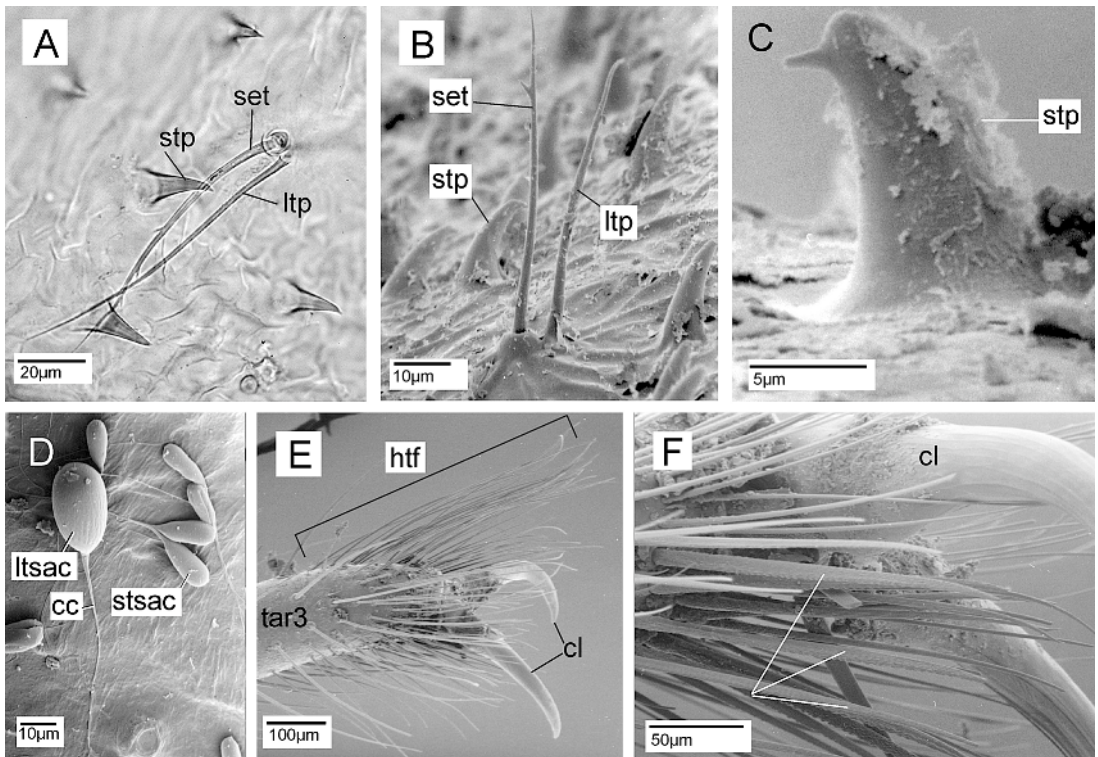 A
set
stp
ltp
20µm
B
set
stp
ltp
10µm
C
stp
5µm
D
ltsac
stsac
cc
10µm
E
htf
tar3
cl
100µm
F
cl
50µm